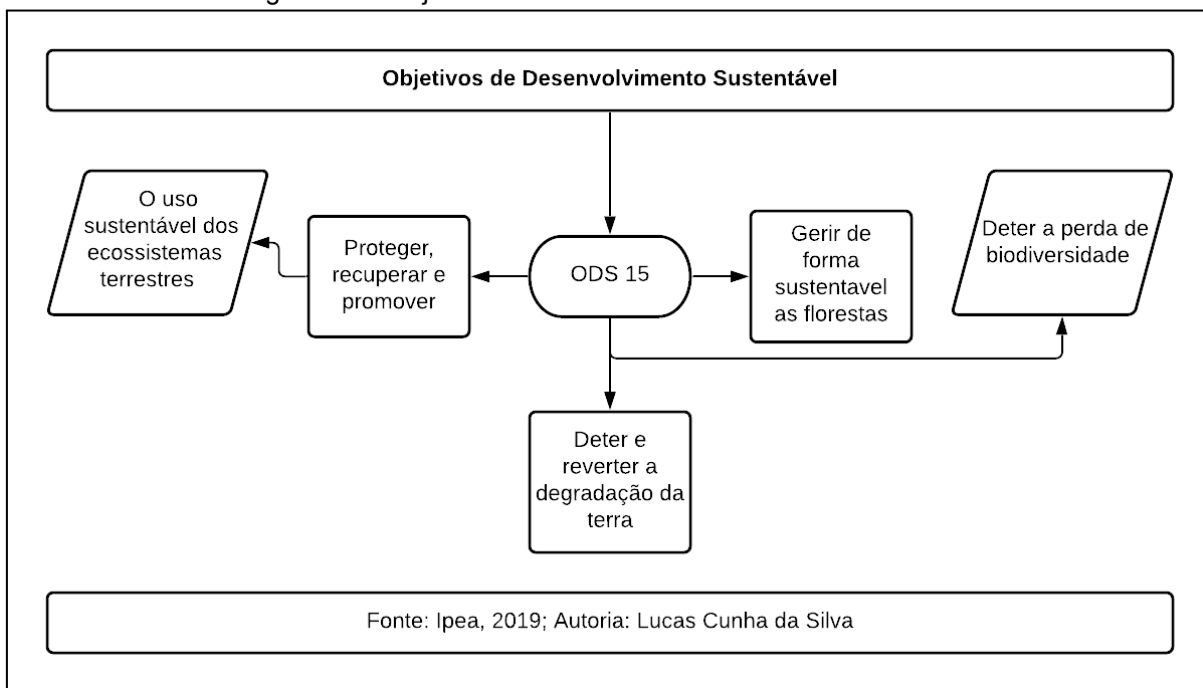 Objetivos de Desenvolvimento Sustentável
O uso
sustentável dos
ecossistemas
terrestres
Proteger,
recuperar e
promover
ODS 15
Gerir de
forma
sustentavel
as florestas
Deter a perda de
biodiversidade
Deter e
reverter a
degradação da
terra
Fonte: Ipea, 2019; Autoria: Lucas Cunha da Silva